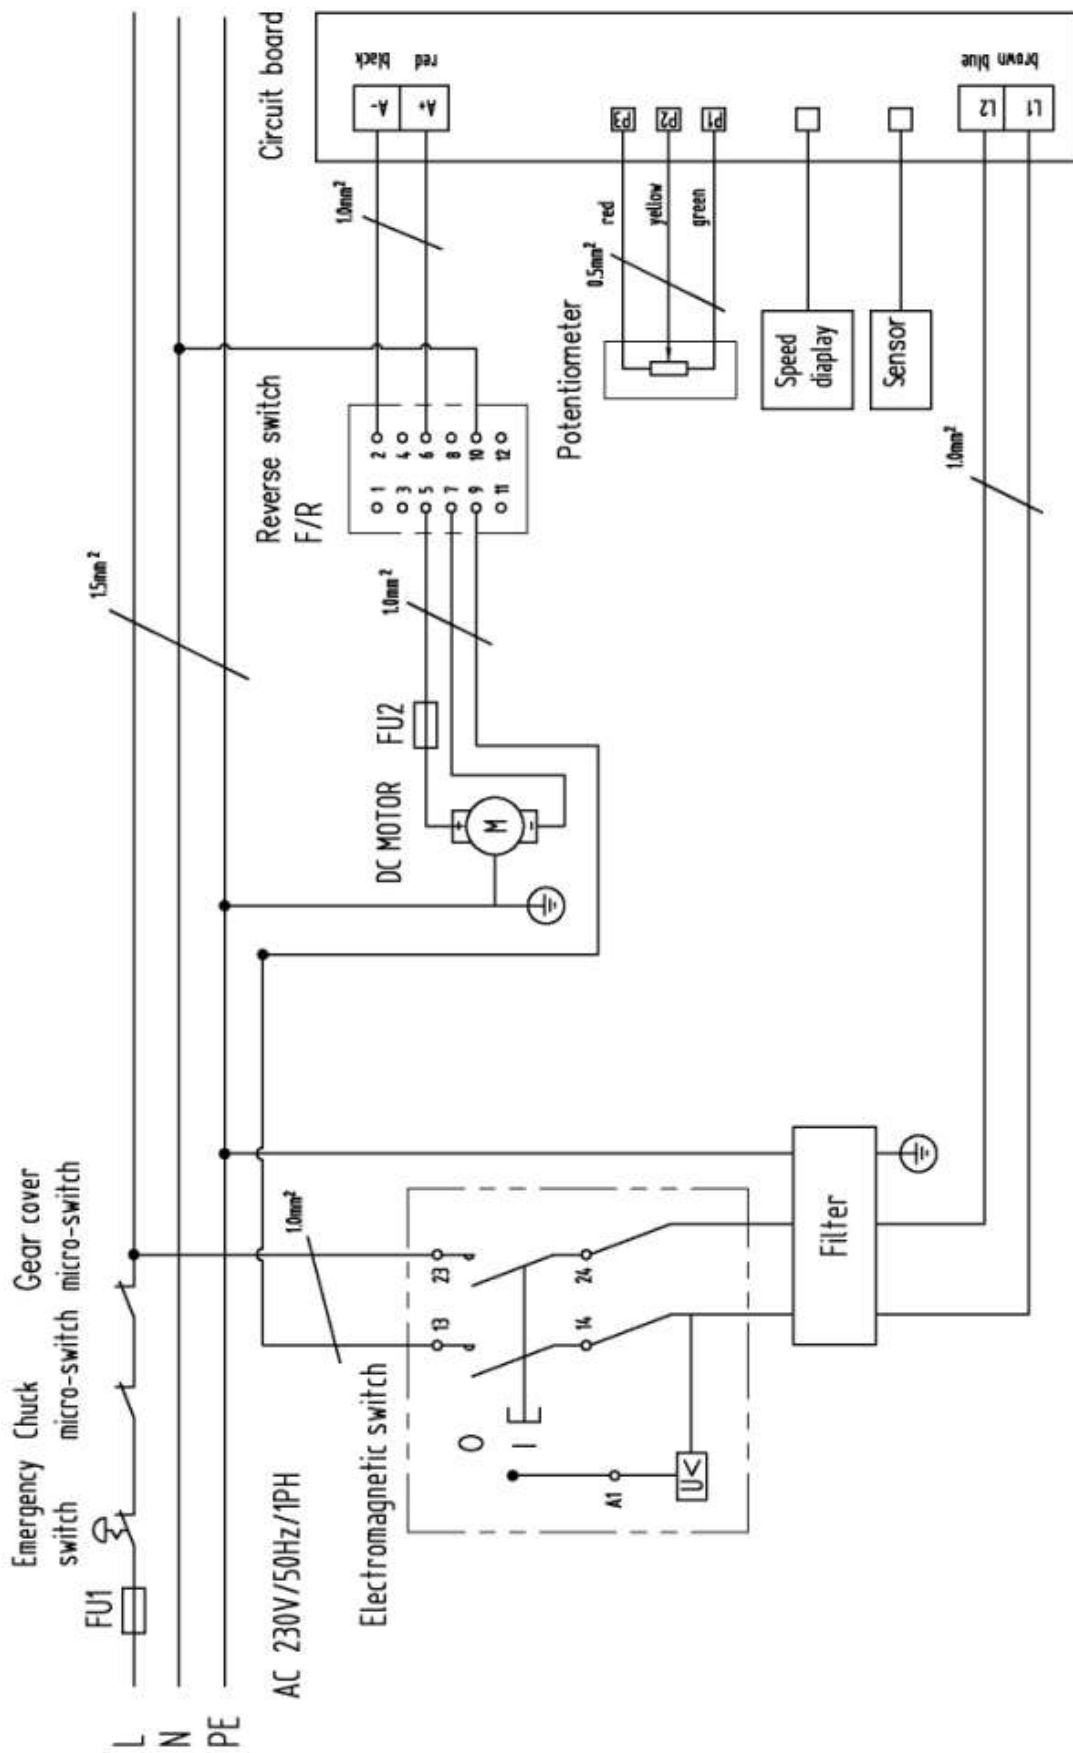 L
N
PE
FU1
Emergency
switch
Chuck
micro-switch
Gear cover
micro-switch
AC 230V/50Hz/1PH
1.5mm²
1.0mm²
Electromagnetic switch
13
23
14
24
O
I
A1
U<
Filter
DC MOTOR
FU2
+
M
-
1.0mm²
Reverse switch
F/R
1 2
3 4
5 6
7 8
9 10
11 12
1.0mm²
Circuit board
black
red
A-
A+
Potentiometer
0.5mm²
red
yellow
green
P3
P2
P1
Speed
diaplay
Sensor
1.0mm²
blue
brown
L2
L1